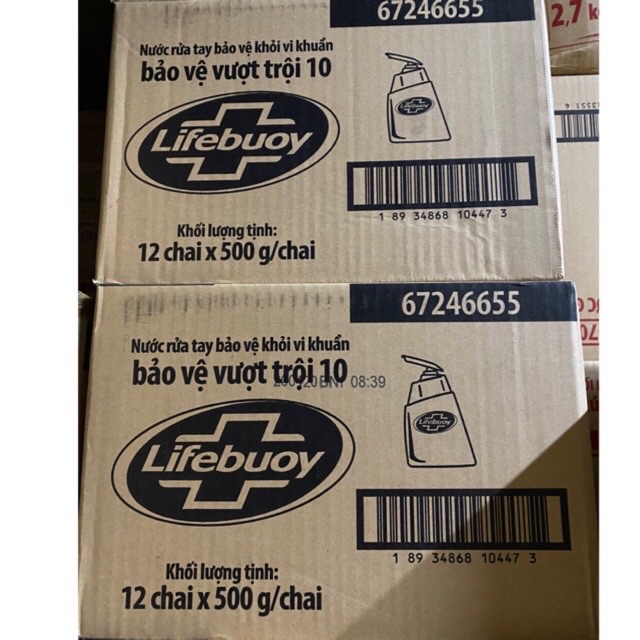 67246655
Nước rửa tay bảo vệ khỏi vi khuẩn
bảo vệ vượt trội 10
Lifebuoy
Lifebuoy
1 89 34868 10447 3
Khối lượng tịnh:
12 chai x 500 g/chai
2,7 k
67246655
Nước rửa tay bảo vệ khỏi vi khuẩn
bảo vệ vượt trội 10
08:39
Lifebuoy
Lifebuoy
1 89 34868 10447 3
Khối lượng tịnh:
12 chai x 500 g/chai